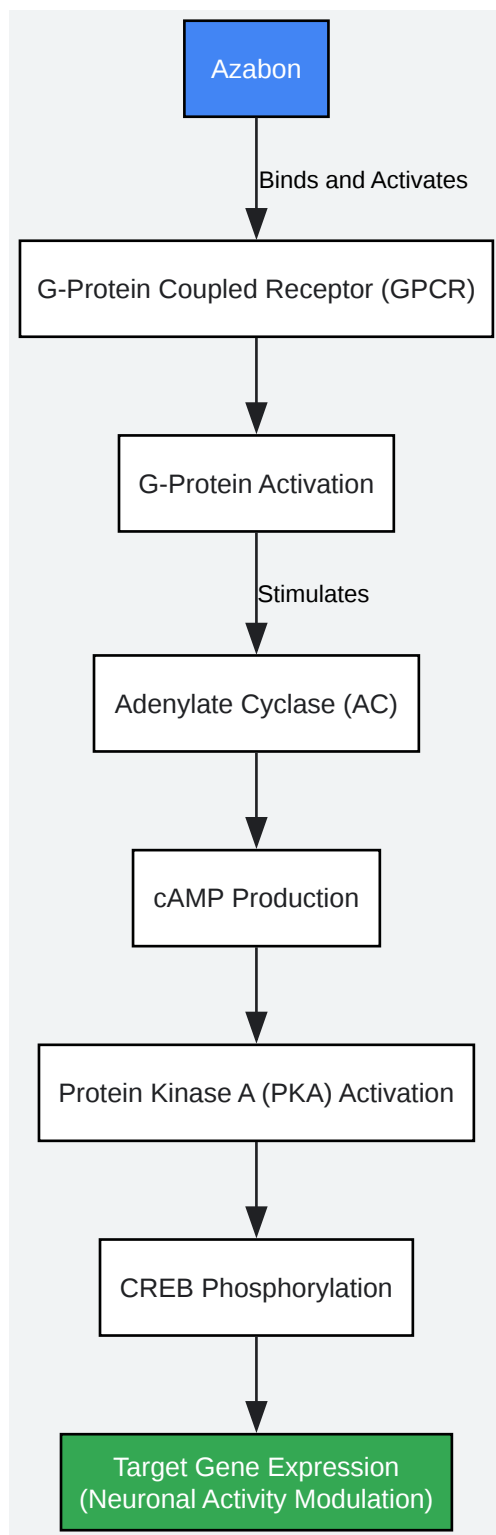 Azabon
Binds and Activates
G-Protein Coupled Receptor (GPCR)
G-Protein Activation
Stimulates
Adenylate Cyclase (AC)
cAMP Production
Protein Kinase A (PKA) Activation
CREB Phosphorylation
Target Gene Expression
(Neuronal Activity Modulation)